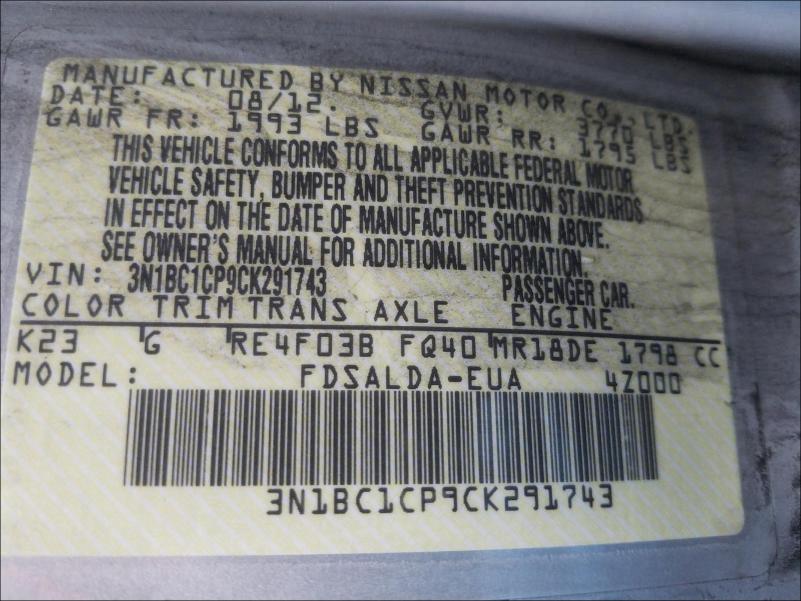 MANUFACTURED BY NISSAN MOTOR CO., LTD.
DATE: 08/12. GVWR: 3770 LBS
GAWR FR: 1993 LBS GAWR RR: 1795 LBS
THIS VEHICLE CONFORMS TO ALL APPLICABLE FEDERAL MOTOR
VEHICLE SAFETY, BUMPER AND THEFT PREVENTION STANDARDS
IN EFFECT ON THE DATE OF MANUFACTURE SHOWN ABOVE.
SEE OWNER'S MANUAL FOR ADDITIONAL INFORMATION.
VIN: 3N1BC1CP9CK291743 PASSENGER CAR.
COLOR TRIM TRANS AXLE ENGINE
K23 G RE4F03B FQ40 MR18DE 1798 CC
MODEL: FDSALDA-EUA 4Z000
3N1BC1CP9CK291743